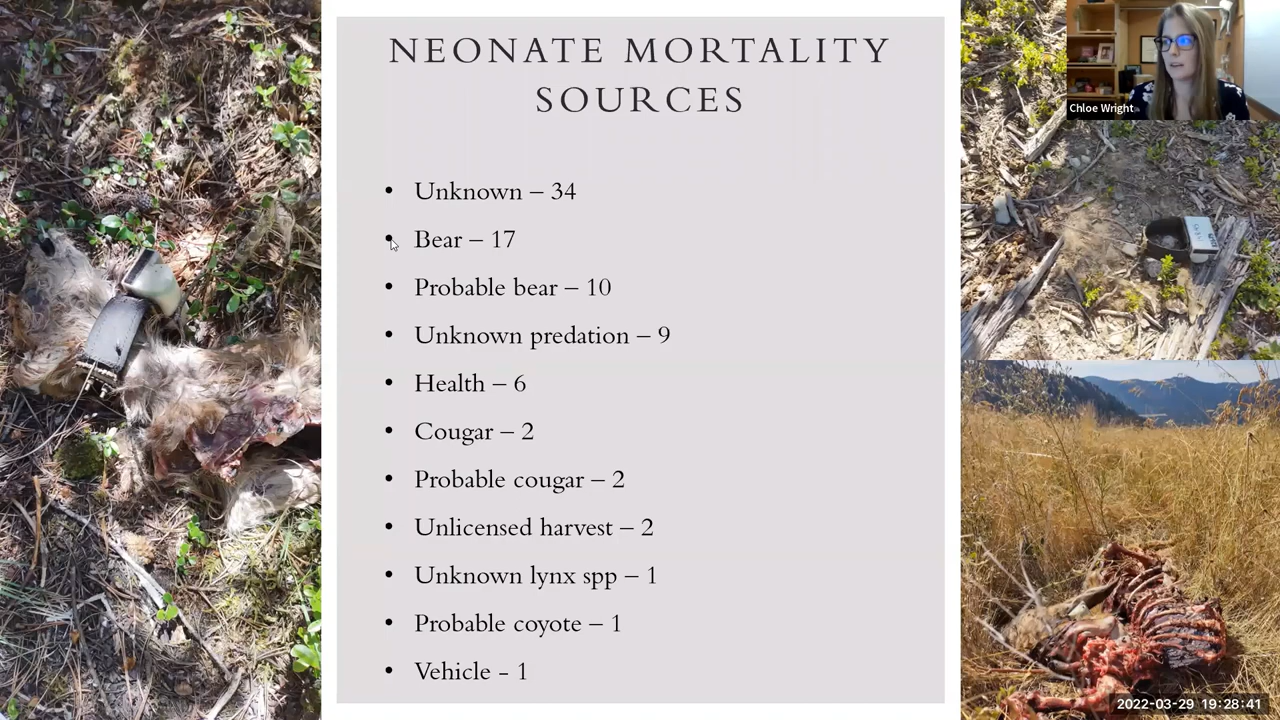 NEONATE MORTALITY
SOURCES
• Unknown – 34
• Bear – 17
• Probable bear – 10
• Unknown predation – 9
• Health – 6
• Cougar – 2
• Probable cougar – 2
• Unlicensed harvest – 2
• Unknown lynx spp – 1
• Probable coyote – 1
• Vehicle - 1
Chloe Wright
2022-03-29 19:28:41